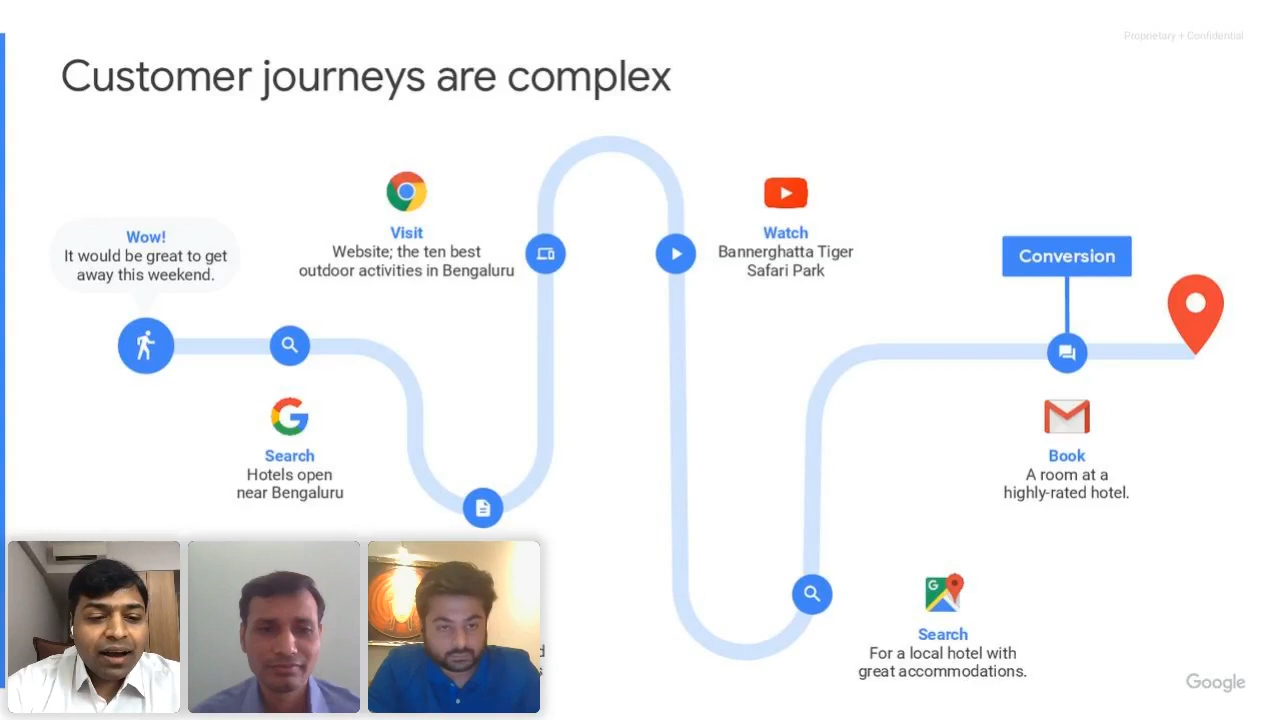 Proprietary + Confidential
Customer journeys are complex
Wow!
It would be great to get
away this weekend.
Search
Hotels open
near Bengaluru
Visit
Website; the ten best
outdoor activities in Bengaluru
Watch
Bannerghatta Tiger
Safari Park
Search
For a local hotel with
great accommodations.
Conversion
Book
A room at a
highly-rated hotel.
Google